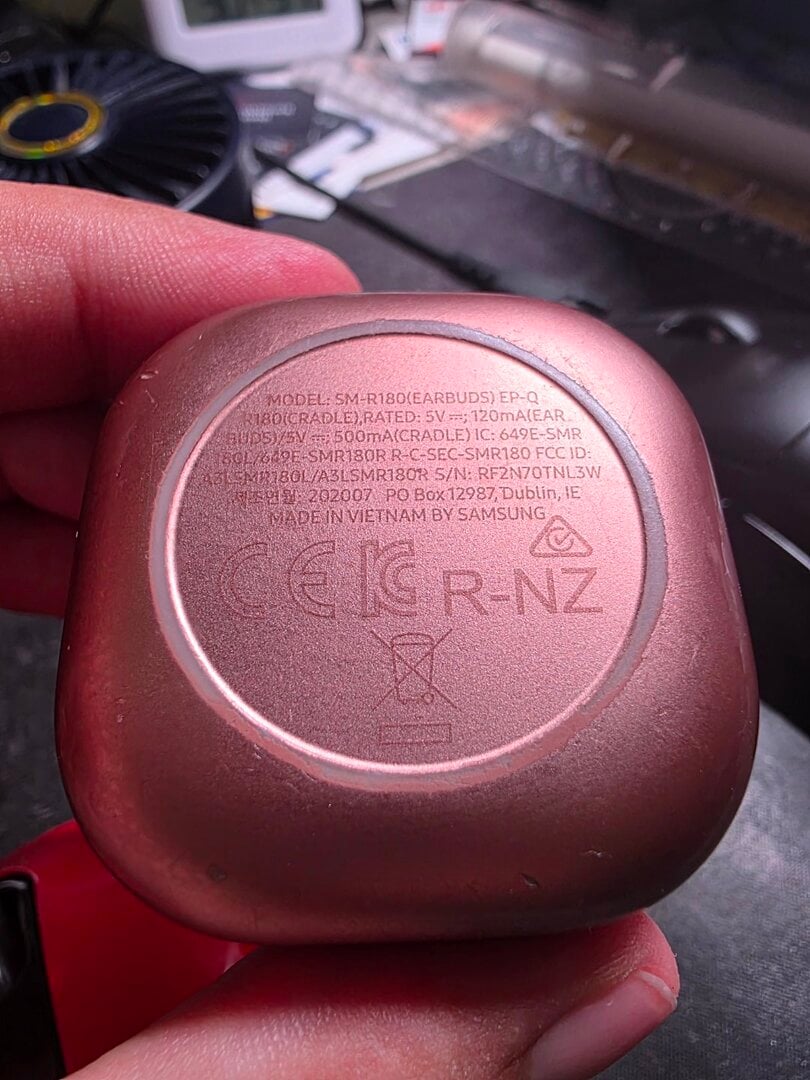 MODEL: SM-R180(EARBUDS) EP-Q
R180(CRADLE),RATED: 5V ⎓; 120mA(EAR
BUDS)/5V ⎓; 500mA(CRADLE) IC: 649E-SMR
180L/649E-SMR180R R-C-SEC-SMR180 FCC ID:
A3LSMR180L/A3LSMR180R S/N: RF2N70TNL3W
제조연월: 202007 PO Box 12987, Dublin, IE
MADE IN VIETNAM BY SAMSUNG
CE R-NZ